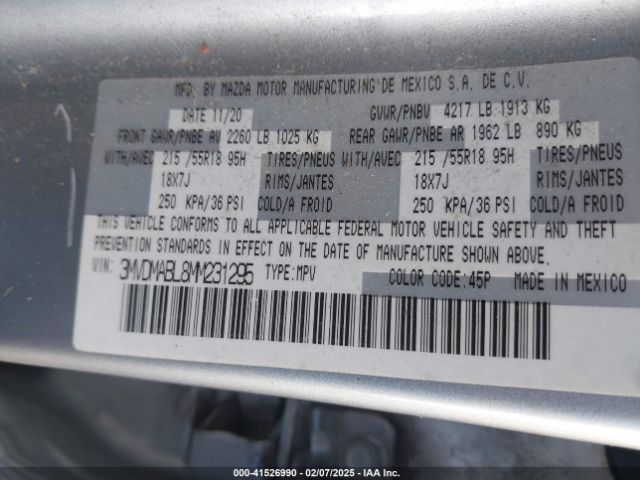 MFD. BY MAZDA MOTOR MANUFACTURING DE MEXICO S.A. DE C.V.
DATE 11/20 GVWR/PNBV 4217 LB 1913 KG
FRONT GAWR/PNBE AV 2260 LB 1025 KG REAR GAWR/PNBE AR 1962 LB 890 KG
WITH/AVEC 215 /55R18 95H TIRES/PNEUS WITH/AVEC 215 /55R18 95H TIRES/PNEUS
18X7J RIMS/JANTES 18X7J RIMS/JANTES
250 KPA/36 PSI COLD/A FROID 250 KPA/36 PSI COLD/A FROID
THIS VEHICLE CONFORMS TO ALL APPLICABLE FEDERAL MOTOR VEHICLE SAFETY AND THEFT
PREVENTION STANDARDS IN EFFECT ON THE DATE OF MANUFACTURE SHOWN ABOVE.
VIN: 3MVDMABL8MM231295 TYPE: MPV COLOR CODE: 45P MADE IN MEXICO
000-41526990 - 02/07/2025 - IAA Inc.